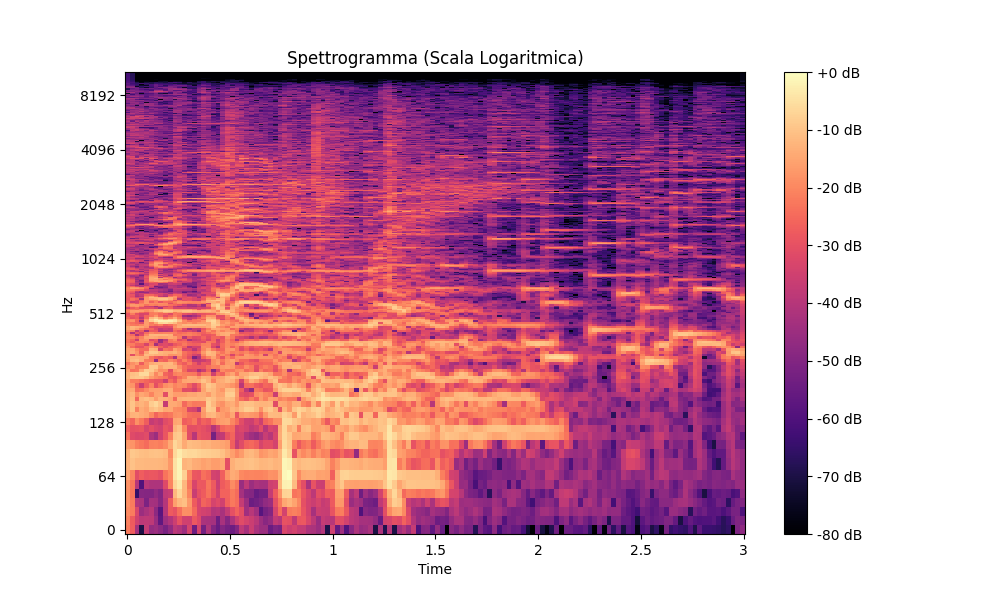 Spettrogramma (Scala Logaritmica)
8192
4096
2048
1024
512
256
128
64
0
Hz
0
0.5
1
1.5
2
2.5
3
Time
+0 dB
-10 dB
-20 dB
-30 dB
-40 dB
-50 dB
-60 dB
-70 dB
-80 dB